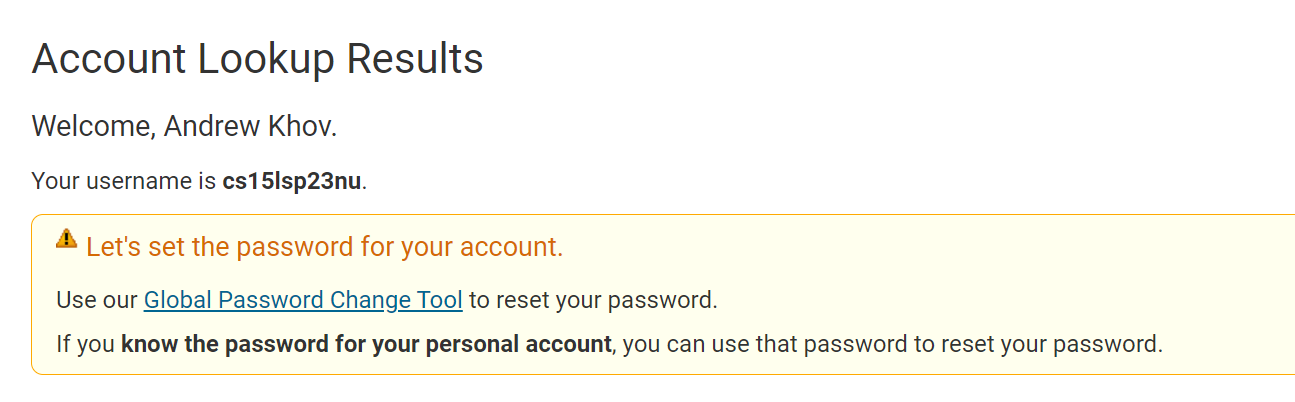 Account Lookup Results
Welcome, Andrew Khov.
Your username is cs15lsp23nu.
Let's set the password for your account.
Use our Global Password Change Tool to reset your password.
If you know the password for your personal account, you can use that password to reset your password.